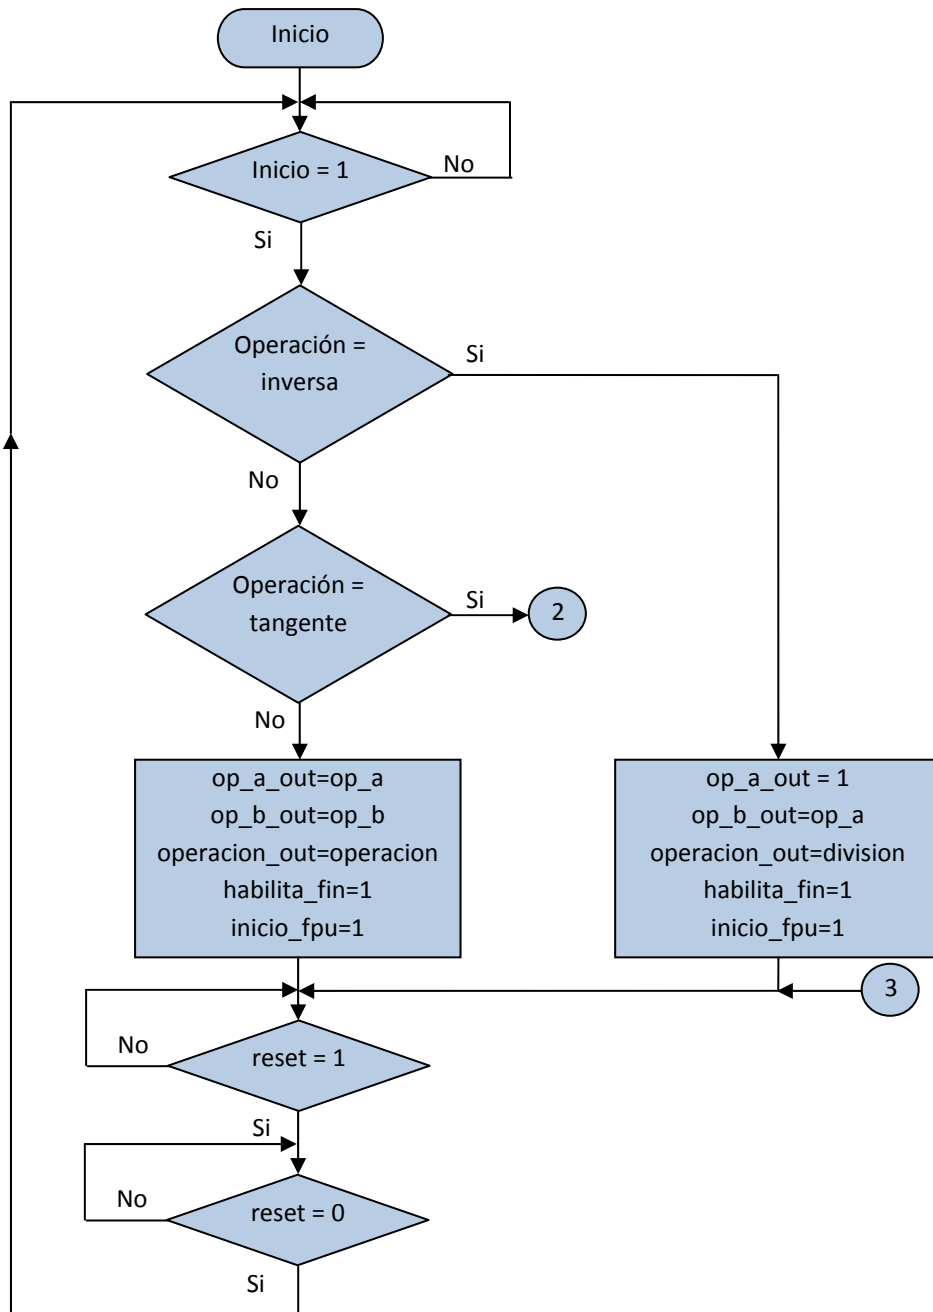 Inicio
Inicio = 1
No
Si
Operación =
inversa
Si
No
Operación =
tangente
Si
2
No
op_a_out=op_a
op_b_out=op_b
operacion_out=operacion
habilita_fin=1
inicio_fpu=1
op_a_out = 1
op_b_out=op_a
operacion_out=division
habilita_fin=1
inicio_fpu=1
3
No
reset = 1
Si
No
reset = 0
Si